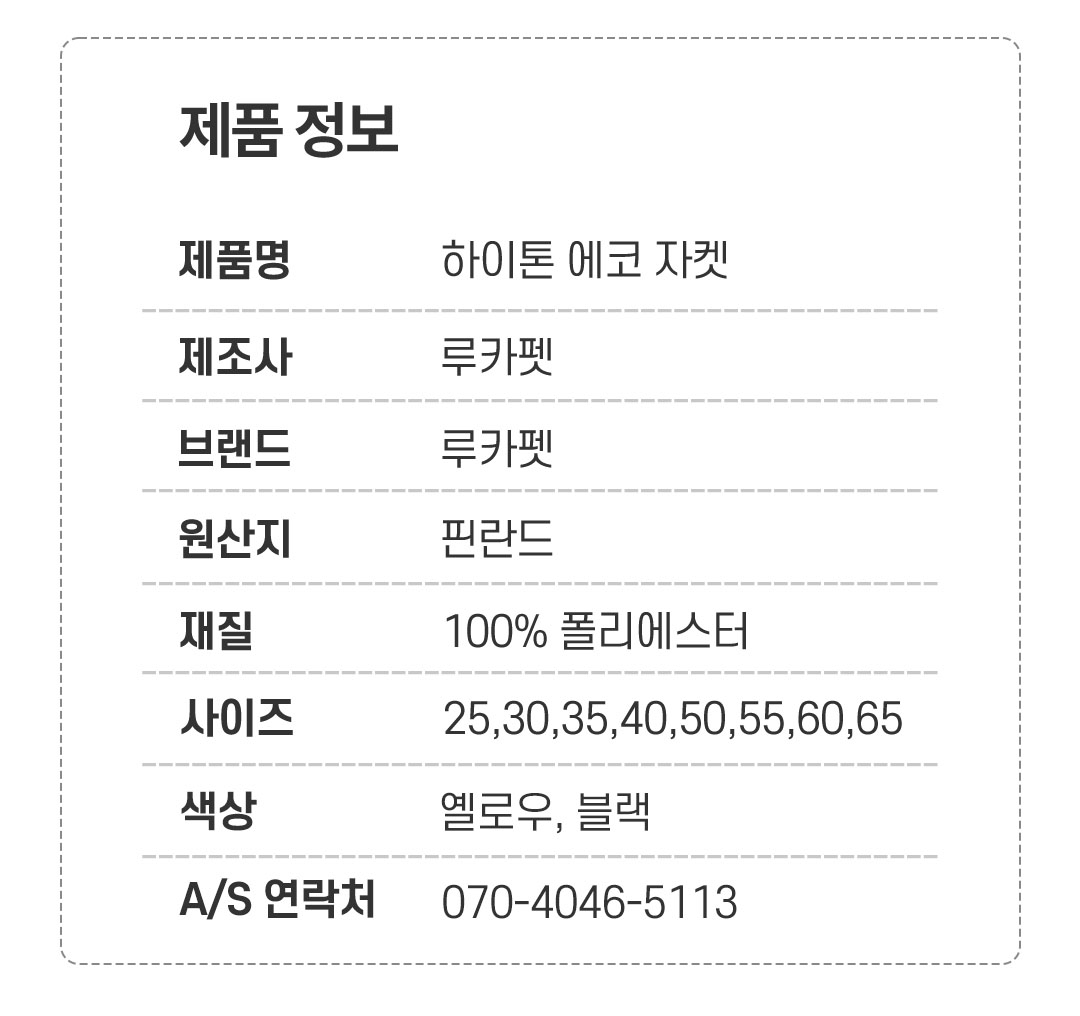 제품 정보
제품명 하이톤 에코 자켓
제조사 루카펫
브랜드 루카펫
원산지 핀란드
재질 100% 폴리에스터
사이즈 25,30,35,40,50,55,60,65
색상 옐로우, 블랙
A/S 연락처 070-4046-5113